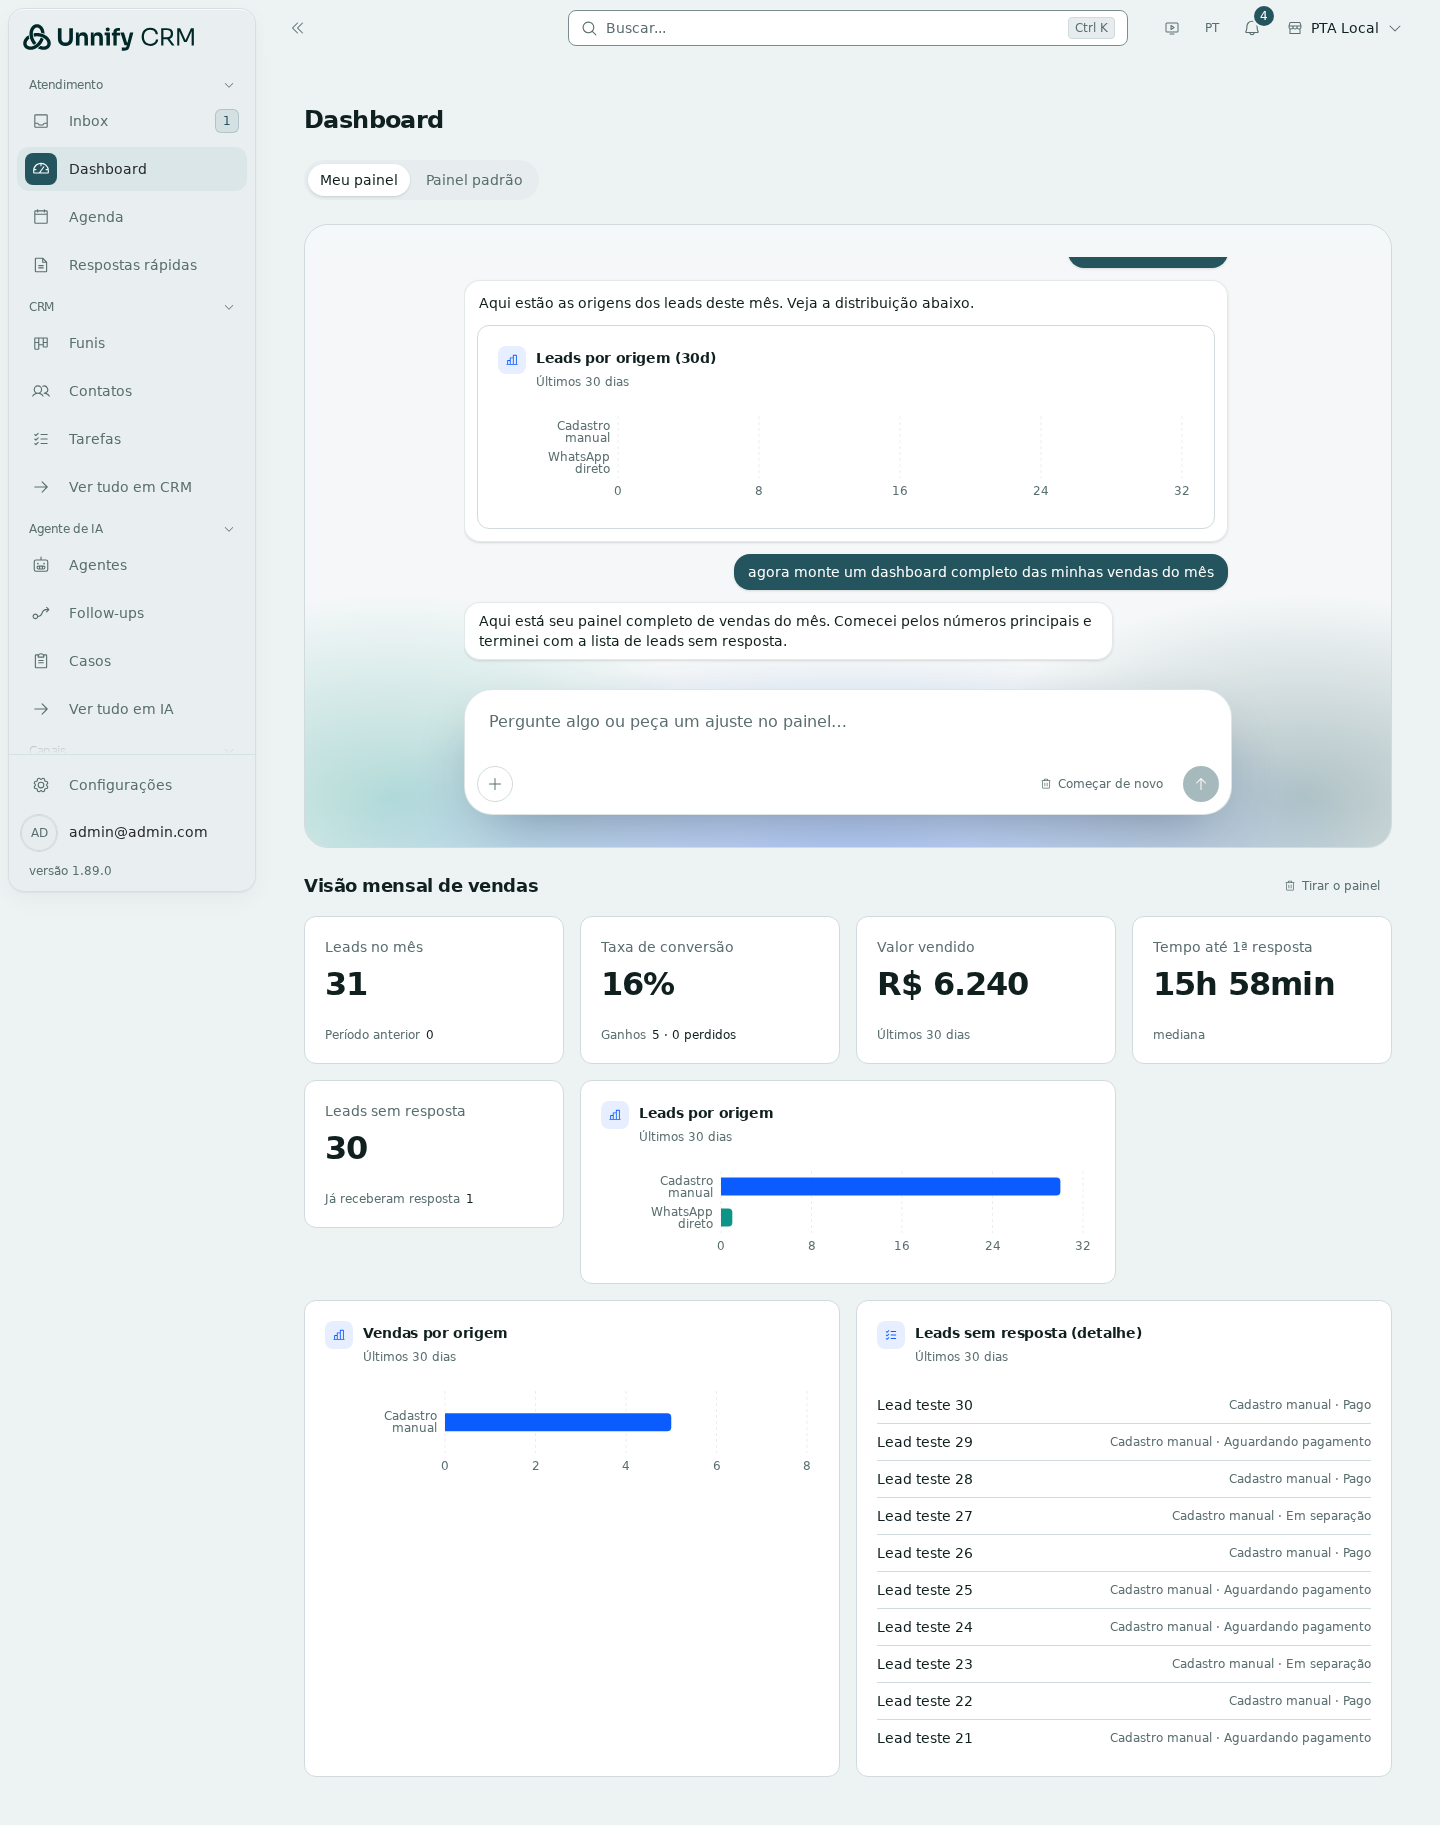 Unnify CRM
Buscar...
Ctrl K
PT
4
PTA Local
Atendimento
Inbox
1
Dashboard
Agenda
Respostas rápidas
CRM
Funis
Contatos
Tarefas
Ver tudo em CRM
Agente de IA
Agentes
Follow-ups
Casos
Ver tudo em IA
Canais
Configurações
AD
admin@admin.com
versão 1.89.0
Dashboard
Meu painel
Painel padrão
Aqui estão as origens dos leads deste mês. Veja a distribuição abaixo.
Leads por origem (30d)
Últimos 30 dias
Cadastro
manual
WhatsApp
direto
0 8 16 24 32
agora monte um dashboard completo das minhas vendas do mês
Aqui está seu painel completo de vendas do mês. Comecei pelos números principais e
terminei com a lista de leads sem resposta.
Pergunte algo ou peça um ajuste no painel...
Começar de novo
Visão mensal de vendas
Tirar o painel
Leads no mês
31
Período anterior 0
Taxa de conversão
16%
Ganhos 5 · 0 perdidos
Valor vendido
R$ 6.240
Últimos 30 dias
Tempo até 1ª resposta
15h 58min
mediana
Leads sem resposta
30
Já receberam resposta 1
Leads por origem
Últimos 30 dias
Cadastro
manual
WhatsApp
direto
0 8 16 24 32
Vendas por origem
Últimos 30 dias
Cadastro
manual
0 2 4 6 8
Leads sem resposta (detalhe)
Últimos 30 dias
Lead teste 30 Cadastro manual · Pago
Lead teste 29 Cadastro manual · Aguardando pagamento
Lead teste 28 Cadastro manual · Pago
Lead teste 27 Cadastro manual · Em separação
Lead teste 26 Cadastro manual · Pago
Lead teste 25 Cadastro manual · Aguardando pagamento
Lead teste 24 Cadastro manual · Aguardando pagamento
Lead teste 23 Cadastro manual · Em separação
Lead teste 22 Cadastro manual · Pago
Lead teste 21 Cadastro manual · Aguardando pagamento